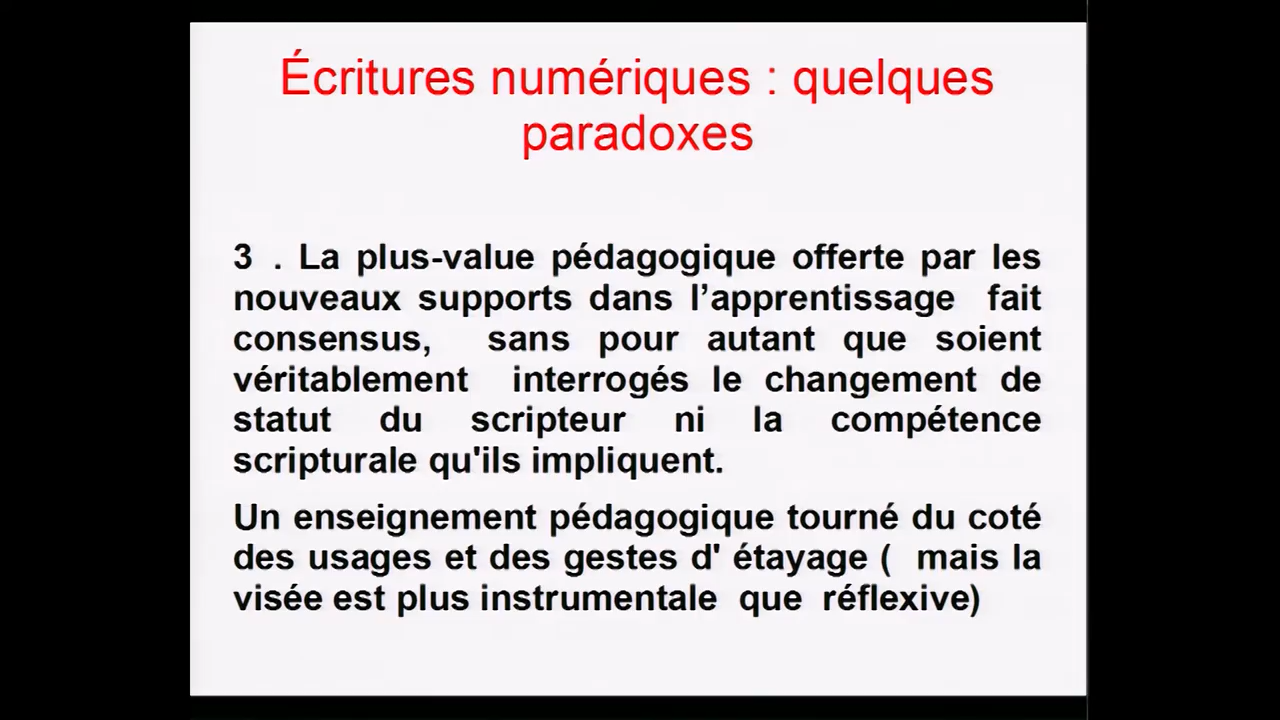 Écritures numériques : quelques
paradoxes
3 . La plus-value pédagogique offerte par les
nouveaux supports dans l’apprentissage fait
consensus, sans pour autant que soient
véritablement interrogés le changement de
statut du scripteur ni la compétence
scripturale qu'ils impliquent.
Un enseignement pédagogique tourné du coté
des usages et des gestes d' étayage ( mais la
visée est plus instrumentale que réflexive)